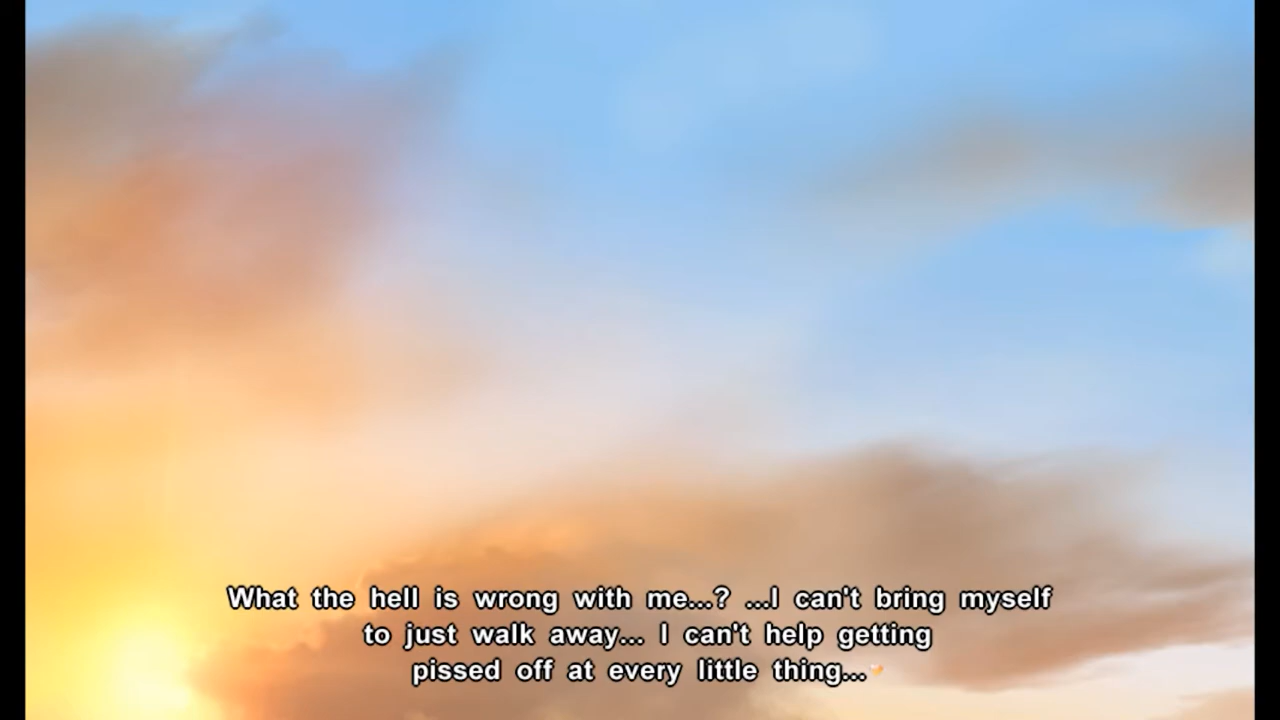 What the hell is wrong with me...? ...I can't bring myself
to just walk away... I can't help getting
pissed off at every little thing...